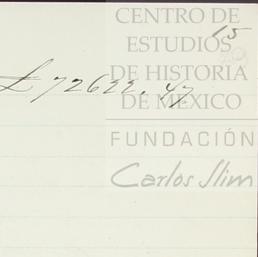 CENTRO DE
15
ESTUDIOS
DE HISTORIA
£ 72622.47
DE MÉXICO
FUNDACIÓN
Carlos Slim